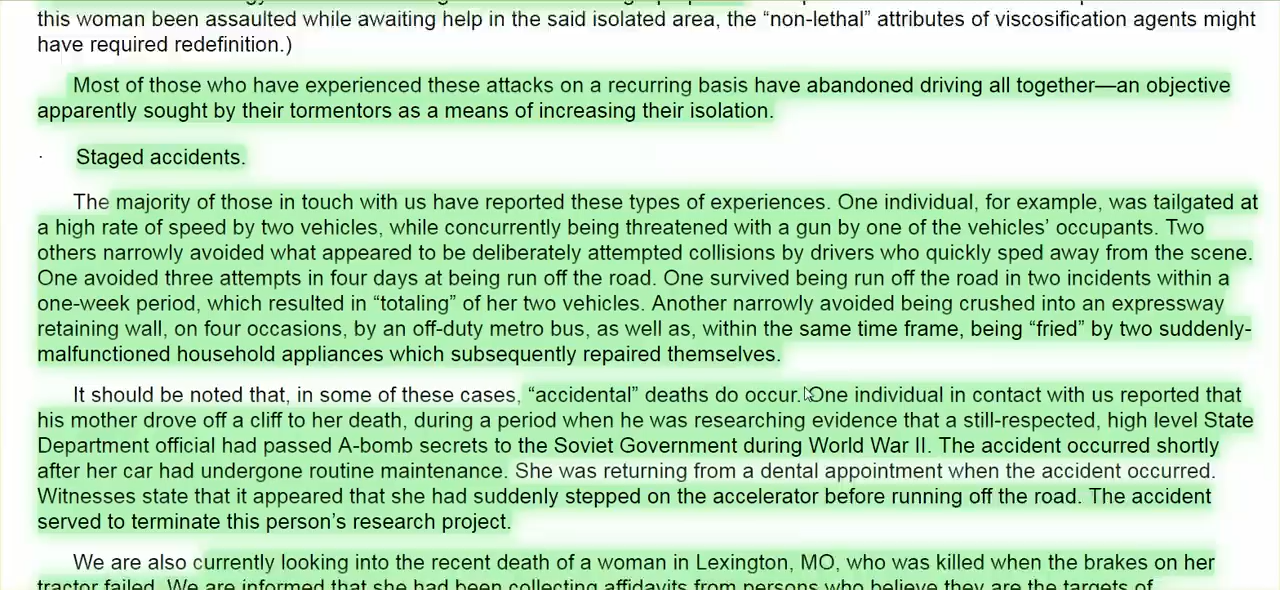 this woman been assaulted while awaiting help in the said isolated area, the “non-lethal” attributes of viscosification agents might
have required redefinition.)
Most of those who have experienced these attacks on a recurring basis have abandoned driving all together—an objective
apparently sought by their tormentors as a means of increasing their isolation.
· Staged accidents.
The majority of those in touch with us have reported these types of experiences. One individual, for example, was tailgated at
a high rate of speed by two vehicles, while concurrently being threatened with a gun by one of the vehicles’ occupants. Two
others narrowly avoided what appeared to be deliberately attempted collisions by drivers who quickly sped away from the scene.
One avoided three attempts in four days at being run off the road. One survived being run off the road in two incidents within a
one-week period, which resulted in “totaling” of her two vehicles. Another narrowly avoided being crushed into an expressway
retaining wall, on four occasions, by an off-duty metro bus, as well as, within the same time frame, being “fried” by two suddenly-
malfunctioned household appliances which subsequently repaired themselves.
It should be noted that, in some of these cases, “accidental” deaths do occur. One individual in contact with us reported that
his mother drove off a cliff to her death, during a period when he was researching evidence that a still-respected, high level State
Department official had passed A-bomb secrets to the Soviet Government during World War II. The accident occurred shortly
after her car had undergone routine maintenance. She was returning from a dental appointment when the accident occurred.
Witnesses state that it appeared that she had suddenly stepped on the accelerator before running off the road. The accident
served to terminate this person’s research project.
We are also currently looking into the recent death of a woman in Lexington, MO, who was killed when the brakes on her
tractor failed. We are informed that she had been collecting affidavits from persons who believe they are the targets of